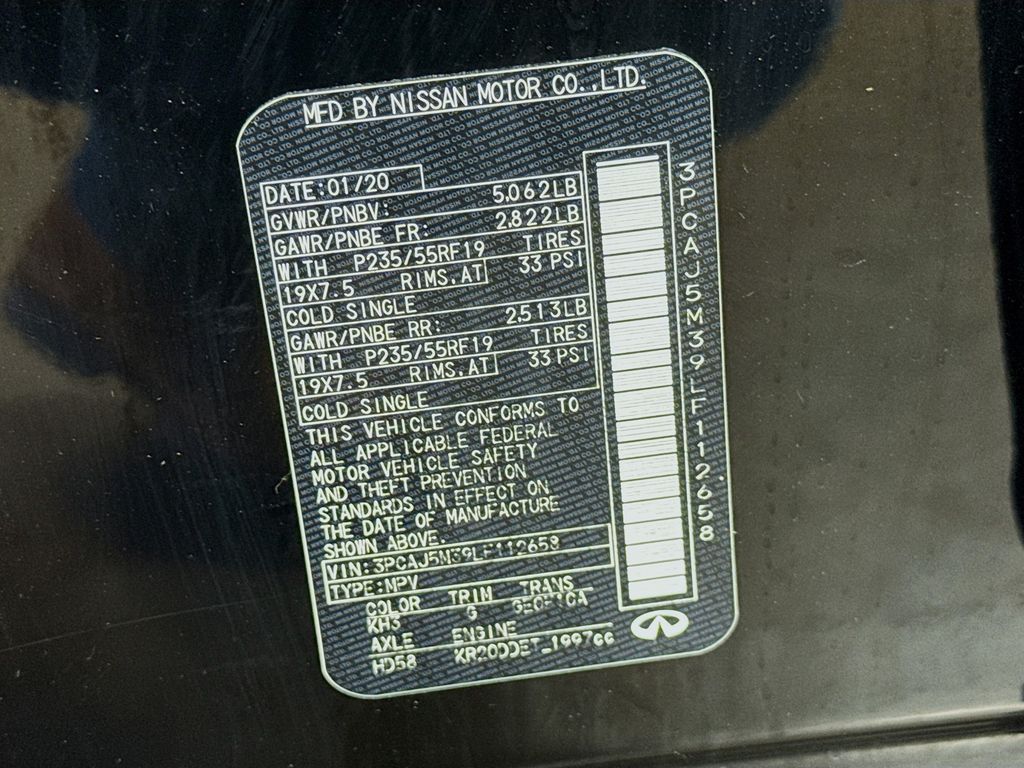 MFD BY NISSAN MOTOR CO.,LTD.
DATE:01/20
GVWR/PNBV: 5,062LB
GAWR/PNBE FR: 2,822LB
WITH P235/55RF19 TIRES
19X7.5 RIMS,AT 33 PSI
COLD SINGLE
GAWR/PNBE RR: 2,513LB
WITH P235/55RF19 TIRES
19X7.5 RIMS,AT 33 PSI
COLD SINGLE
THIS VEHICLE CONFORMS TO
ALL APPLICABLE FEDERAL
MOTOR VEHICLE SAFETY
AND THEFT PREVENTION
STANDARDS IN EFFECT ON
THE DATE OF MANUFACTURE
SHOWN ABOVE.
VIN:3PCAJ5M39LF112658
TYPE:MPV
COLOR TRIM TRANS
KH3 G
AXLE ENGINE
HD58 KR20DDET 1997cc
3PCAJ5M39LF112658